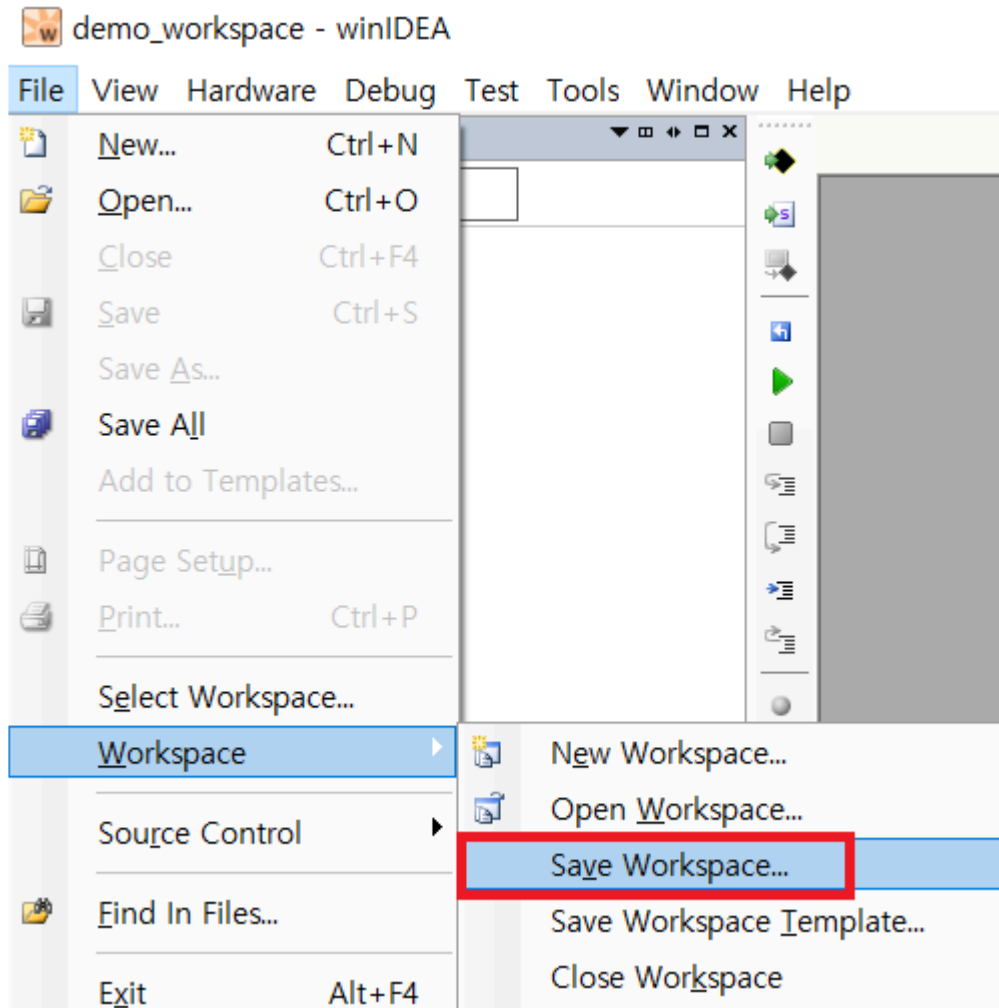 demo_workspace - winIDEA
File View Hardware Debug Test Tools Window Help
New... Ctrl+N
Open... Ctrl+O
Close Ctrl+F4
Save Ctrl+S
Save As...
Save All
Add to Templates...
Page Setup...
Print... Ctrl+P
Select Workspace...
Workspace
Source Control
Find In Files...
Exit Alt+F4
New Workspace...
Open Workspace...
Save Workspace...
Save Workspace Template...
Close Workspace